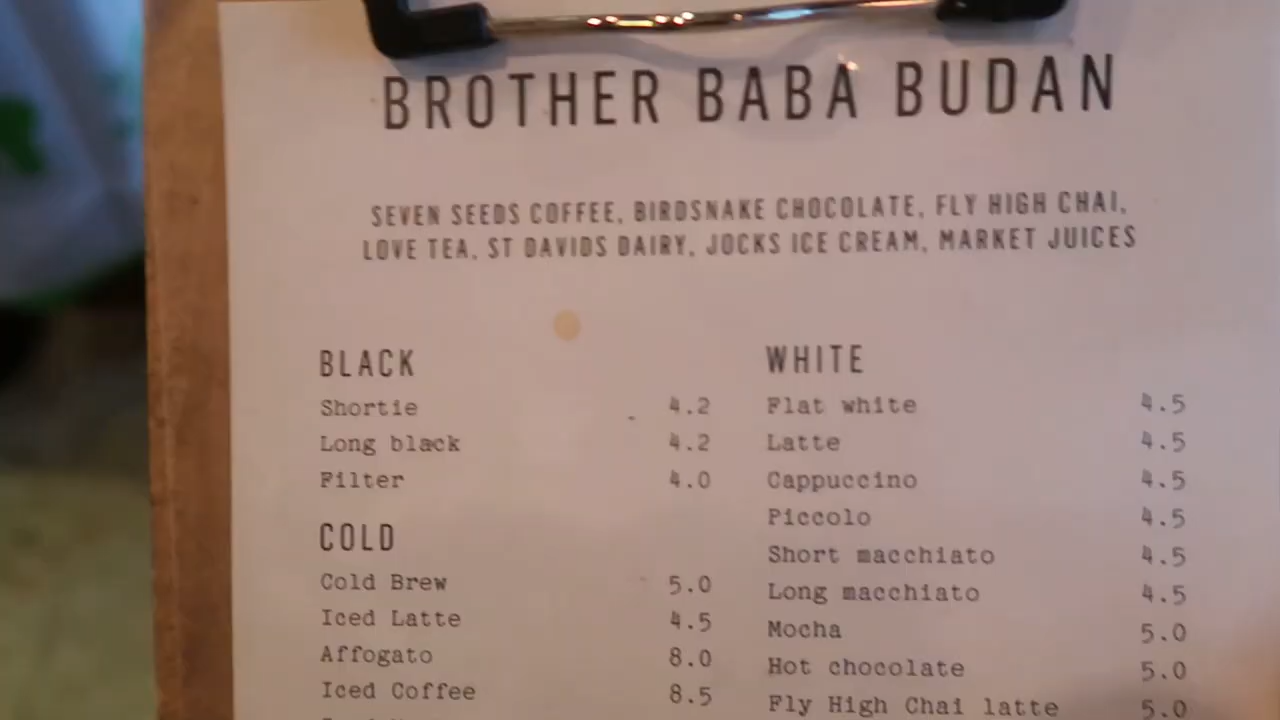 BROTHER BABA BUDAN
SEVEN SEEDS COFFEE, BIRDSNAKE CHOCOLATE, FLY HIGH CHAI,
LOVE TEA, ST DAVIDS DAIRY, JOCKS ICE CREAM, MARKET JUICES
BLACK
Shortie 4.2
Long black 4.2
Filter 4.0
COLD
Cold Brew 5.0
Iced Latte 4.5
Affogato 8.0
Iced Coffee 8.5
WHITE
Flat white 4.5
Latte 4.5
Cappuccino 4.5
Piccolo 4.5
Short macchiato 4.5
Long macchiato 4.5
Mocha 5.0
Hot chocolate 5.0
Fly High Chai latte 5.0